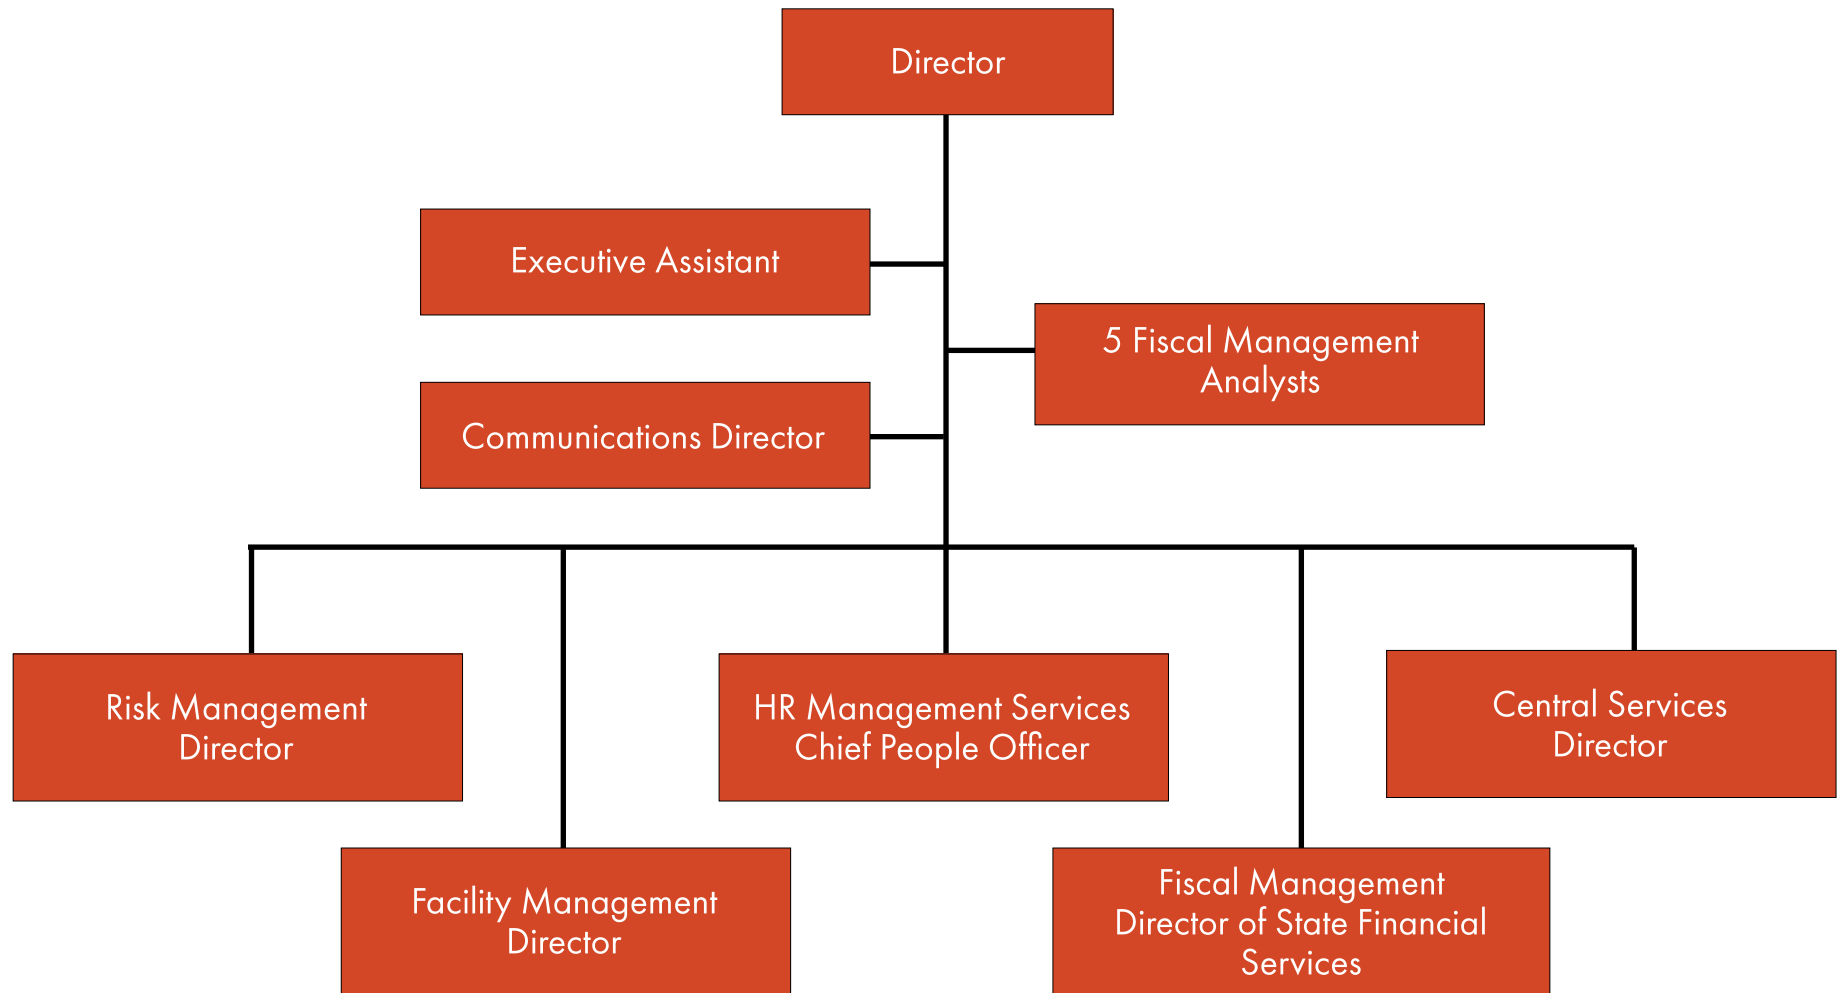 Director
Executive Assistant
5 Fiscal Management
Analysts
Communications Director
Risk Management
Director
HR Management Services
Chief People Officer
Central Services
Director
Facility Management
Director
Fiscal Management
Director of State Financial
Services